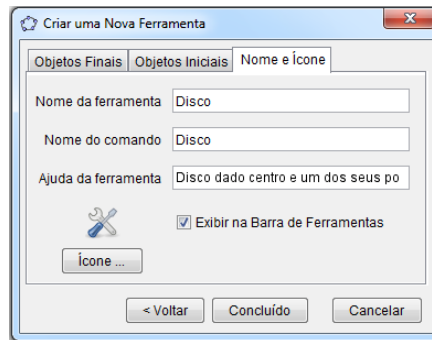 Criar uma Nova Ferramenta
Objetos Finais Objetos Iniciais Nome e Ícone
Nome da ferramenta Disco
Nome do comando Disco
Ajuda da ferramenta Disco dado centro e um dos seus po
Exibir na Barra de Ferramentas
Ícone ...
< Voltar Concluído Cancelar